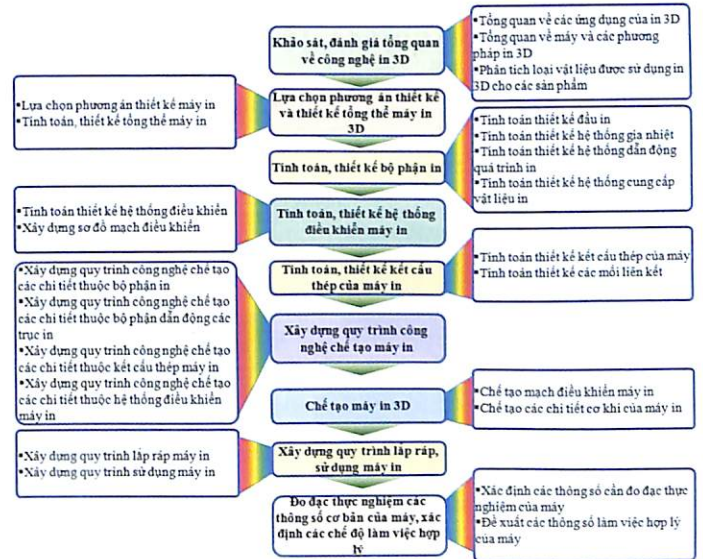 Khảo sát, đánh giá tổng quan
về công nghệ in 3D
▪Tổng quan về các ứng dụng của in 3D
▪Tổng quan về máy và các phương
pháp in 3D
▪Phân tích loại vật liệu được sử dụng in
3D cho các sản phẩm
Lựa chọn phương án thiết kế
và thiết kế tổng thể máy in
3D
▪Lựa chọn phương án thiết kế máy in
▪Tính toán, thiết kế tổng thể máy in
Tính toán, thiết kế bộ phận in
▪Tính toán thiết kế đầu in
▪Tính toán thiết kế hệ thống gia nhiệt
▪Tính toán thiết kế hệ thống dẫn động
quá trình in
▪Tính toán thiết kế hệ thống cung cấp
vật liệu in
Tính toán, thiết kế hệ thống
điều khiển máy in
▪Tính toán thiết kế hệ thống điều khiển
▪Xây dựng sơ đồ mạch điều khiển
Tính toán, thiết kế kết cấu
thép của máy in
▪Tính toán thiết kế kết cấu thép của máy
▪Tính toán thiết kế các mối liên kết
Xây dựng quy trình công
nghệ chế tạo máy in
▪Xây dựng quy trình công nghệ chế tạo
các chi tiết thuộc bộ phận in
▪Xây dựng quy trình công nghệ chế tạo
các chi tiết thuộc bộ phận dẫn động các
trục in
▪Xây dựng quy trình công nghệ chế tạo
các chi tiết thuộc kết cấu thép máy in
▪Xây dựng quy trình công nghệ chế tạo
các chi tiết thuộc hệ thống điều khiển
máy in
Chế tạo máy in 3D
▪Chế tạo mạch điều khiển máy in
▪Chế tạo các chi tiết cơ khí của máy in
Xây dựng quy trình lắp ráp,
sử dụng máy in
▪Xây dựng quy trình lắp ráp máy in
▪Xây dựng quy trình sử dụng máy in
Đo đạc thực nghiệm các
thông số cơ bản của máy, xác
định các chế độ làm việc hợp
lý
▪Xác định các thông số cần đo đạc thực
nghiệm của máy
▪Đề xuất các thông số làm việc hợp lý
của máy